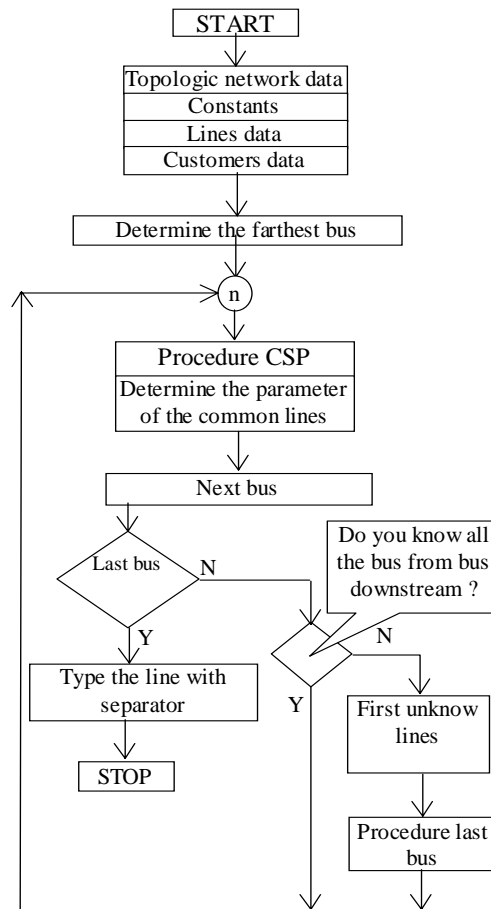 START
Topologic network data
Constants
Lines data
Customers data
Determine the farthest bus
n
Procedure CSP
Determine the parameter
of the common lines
Next bus
Last bus
N
Y
Do you know all
the bus from bus
downstream ?
N
Y
Type the line with
separator
STOP
First unknow
lines
Procedure last
bus